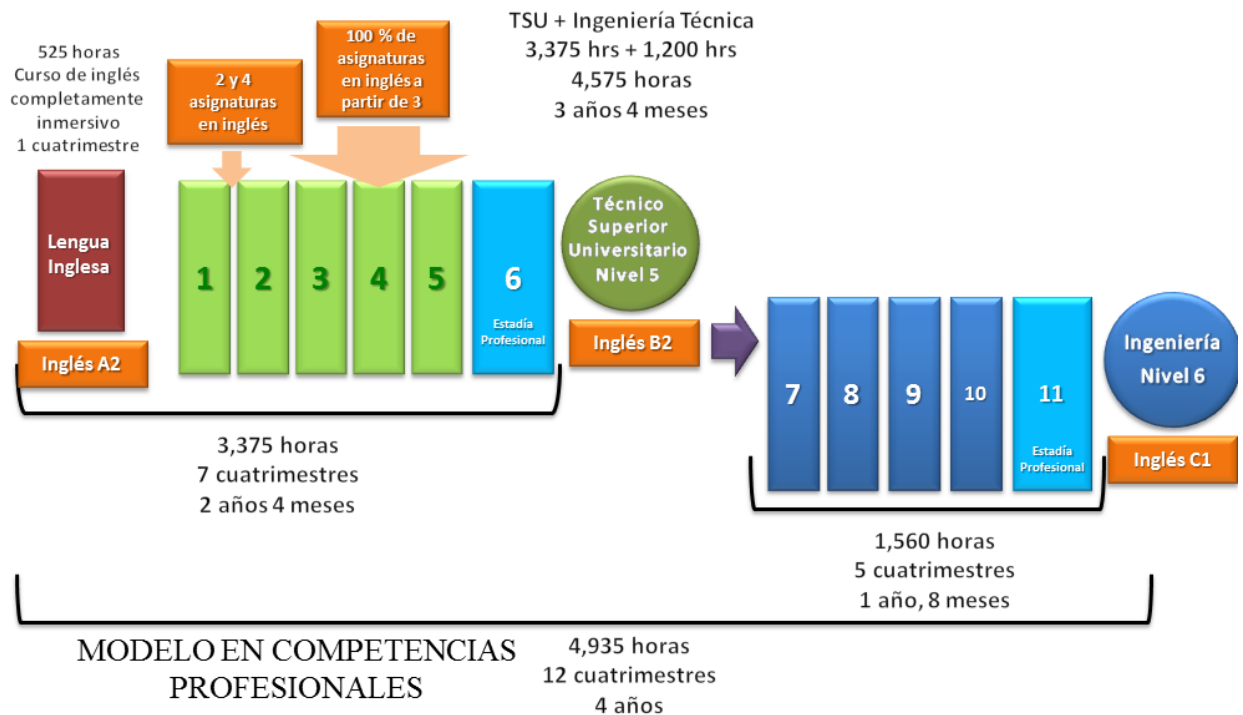 525 horas
Curso de inglés
completamente
inmersivo
1 cuatrimestre
2 y 4
asignaturas
en inglés
100 % de
asignaturas
en inglés a
partir de 3
TSU + Ingeniería Técnica
3,375 hrs + 1,200 hrs
4,575 horas
3 años 4 meses
Lengua
Inglesa
Inglés A2
1
2
3
4
5
6
Estadía
Profesional
Técnico
Superior
Universitario
Nivel 5
Inglés B2
7
8
9
10
11
Estadía
Profesional
Ingeniería
Nivel 6
Inglés C1
3,375 horas
7 cuatrimestres
2 años 4 meses
1,560 horas
5 cuatrimestres
1 año, 8 meses
MODELO EN COMPETENCIAS
PROFESIONALES
4,935 horas
12 cuatrimestres
4 años